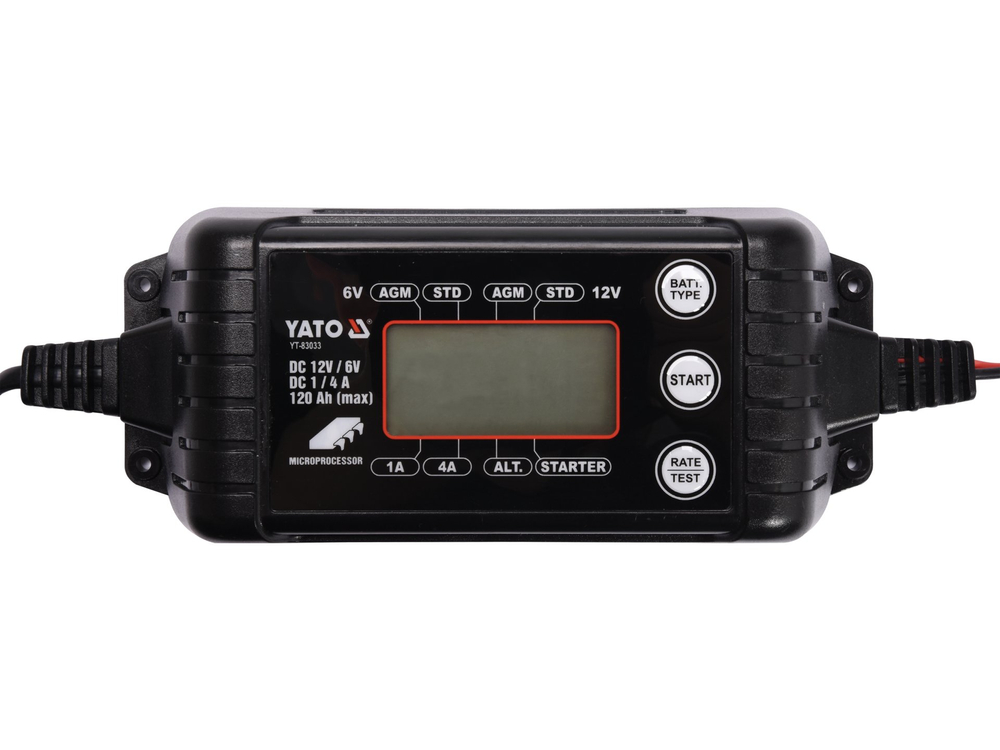 6V AGM STD AGM STD 12V
YATO®
YT-83033
DC 12V / 6V
DC 1 / 4 A
120 Ah (max)
MICROPROCESSOR
1A 4A ALT. STARTER
BATT.
TYPE
START
RATE
TEST